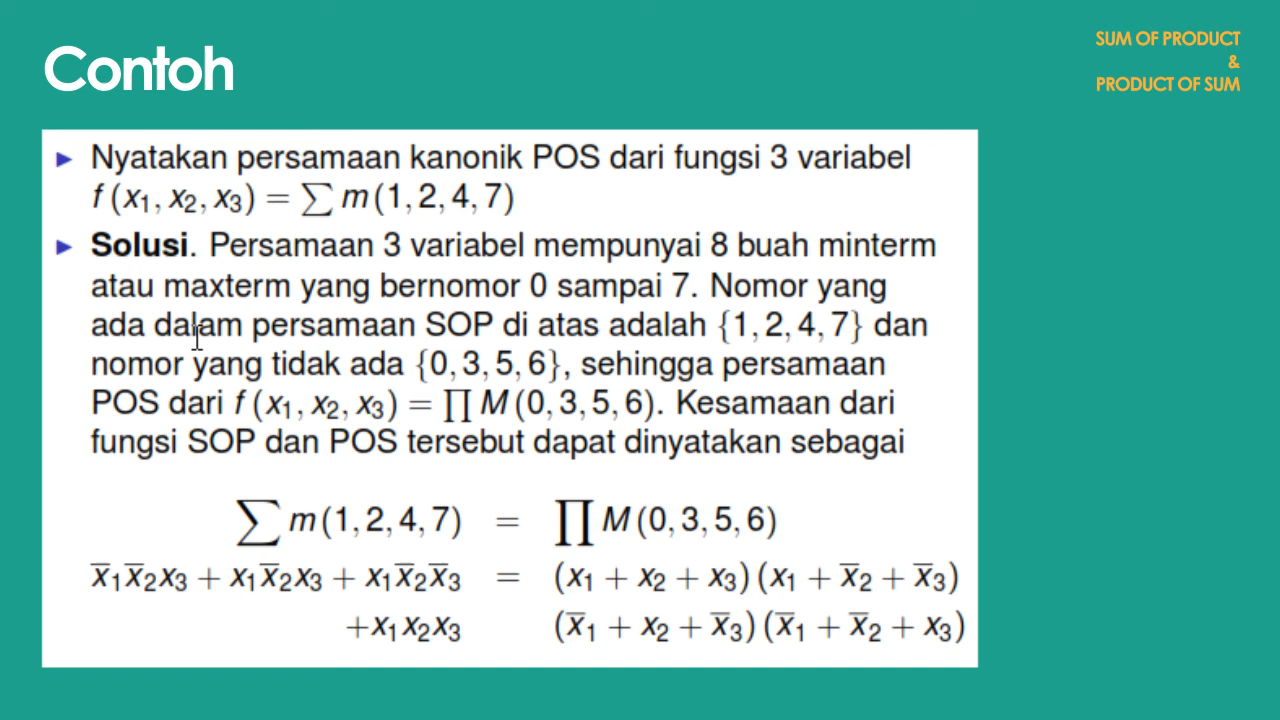 Contoh
SUM OF PRODUCT
&
PRODUCT OF SUM
▶ Nyatakan persamaan kanonik POS dari fungsi 3 variabel
f (x₁, x₂, x₃) = ∑ m(1, 2, 4, 7)
▶ Solusi. Persamaan 3 variabel mempunyai 8 buah minterm
atau maxterm yang bernomor 0 sampai 7. Nomor yang
ada dalam persamaan SOP di atas adalah {1, 2, 4, 7} dan
nomor yang tidak ada {0, 3, 5, 6}, sehingga persamaan
POS dari f (x₁, x₂, x₃) = ∏ M (0, 3, 5, 6). Kesamaan dari
fungsi SOP dan POS tersebut dapat dinyatakan sebagai
∑ m(1, 2, 4, 7) = ∏ M (0, 3, 5, 6)
x̅₁x̅₂x₃ + x₁x̅₂x₃ + x₁x̅₂x̅₃ = (x₁ + x₂ + x₃) (x₁ + x̅₂ + x̅₃)
+x₁x₂x₃ (x̅₁ + x₂ + x̅₃) (x̅₁ + x̅₂ + x₃)